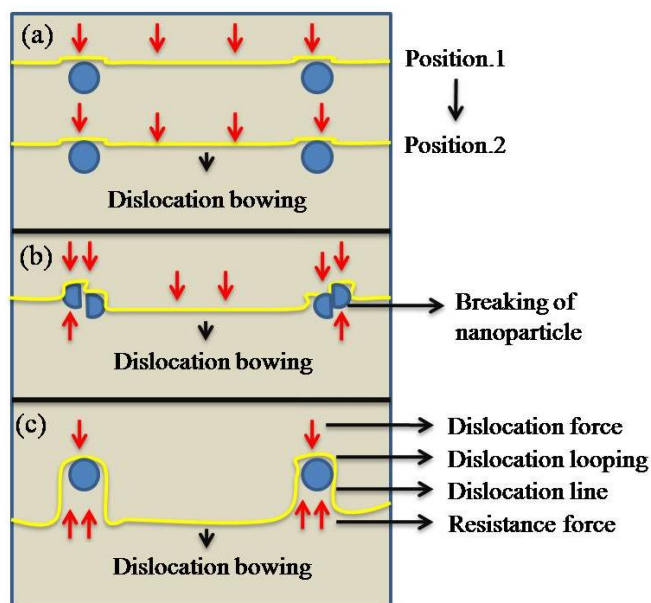 (a)
Position.1
Position.2
Dislocation bowing
(b)
Breaking of
nanoparticle
Dislocation bowing
(c)
Dislocation force
Dislocation looping
Dislocation line
Resistance force
Dislocation bowing